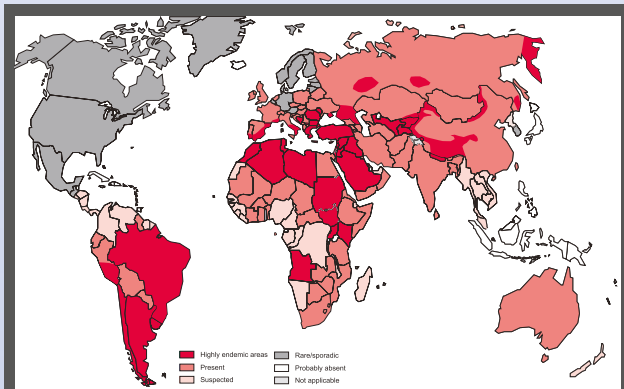 Highly endemic areas
Present
Suspected
Rare/sporadic
Probably absent
Not applicable